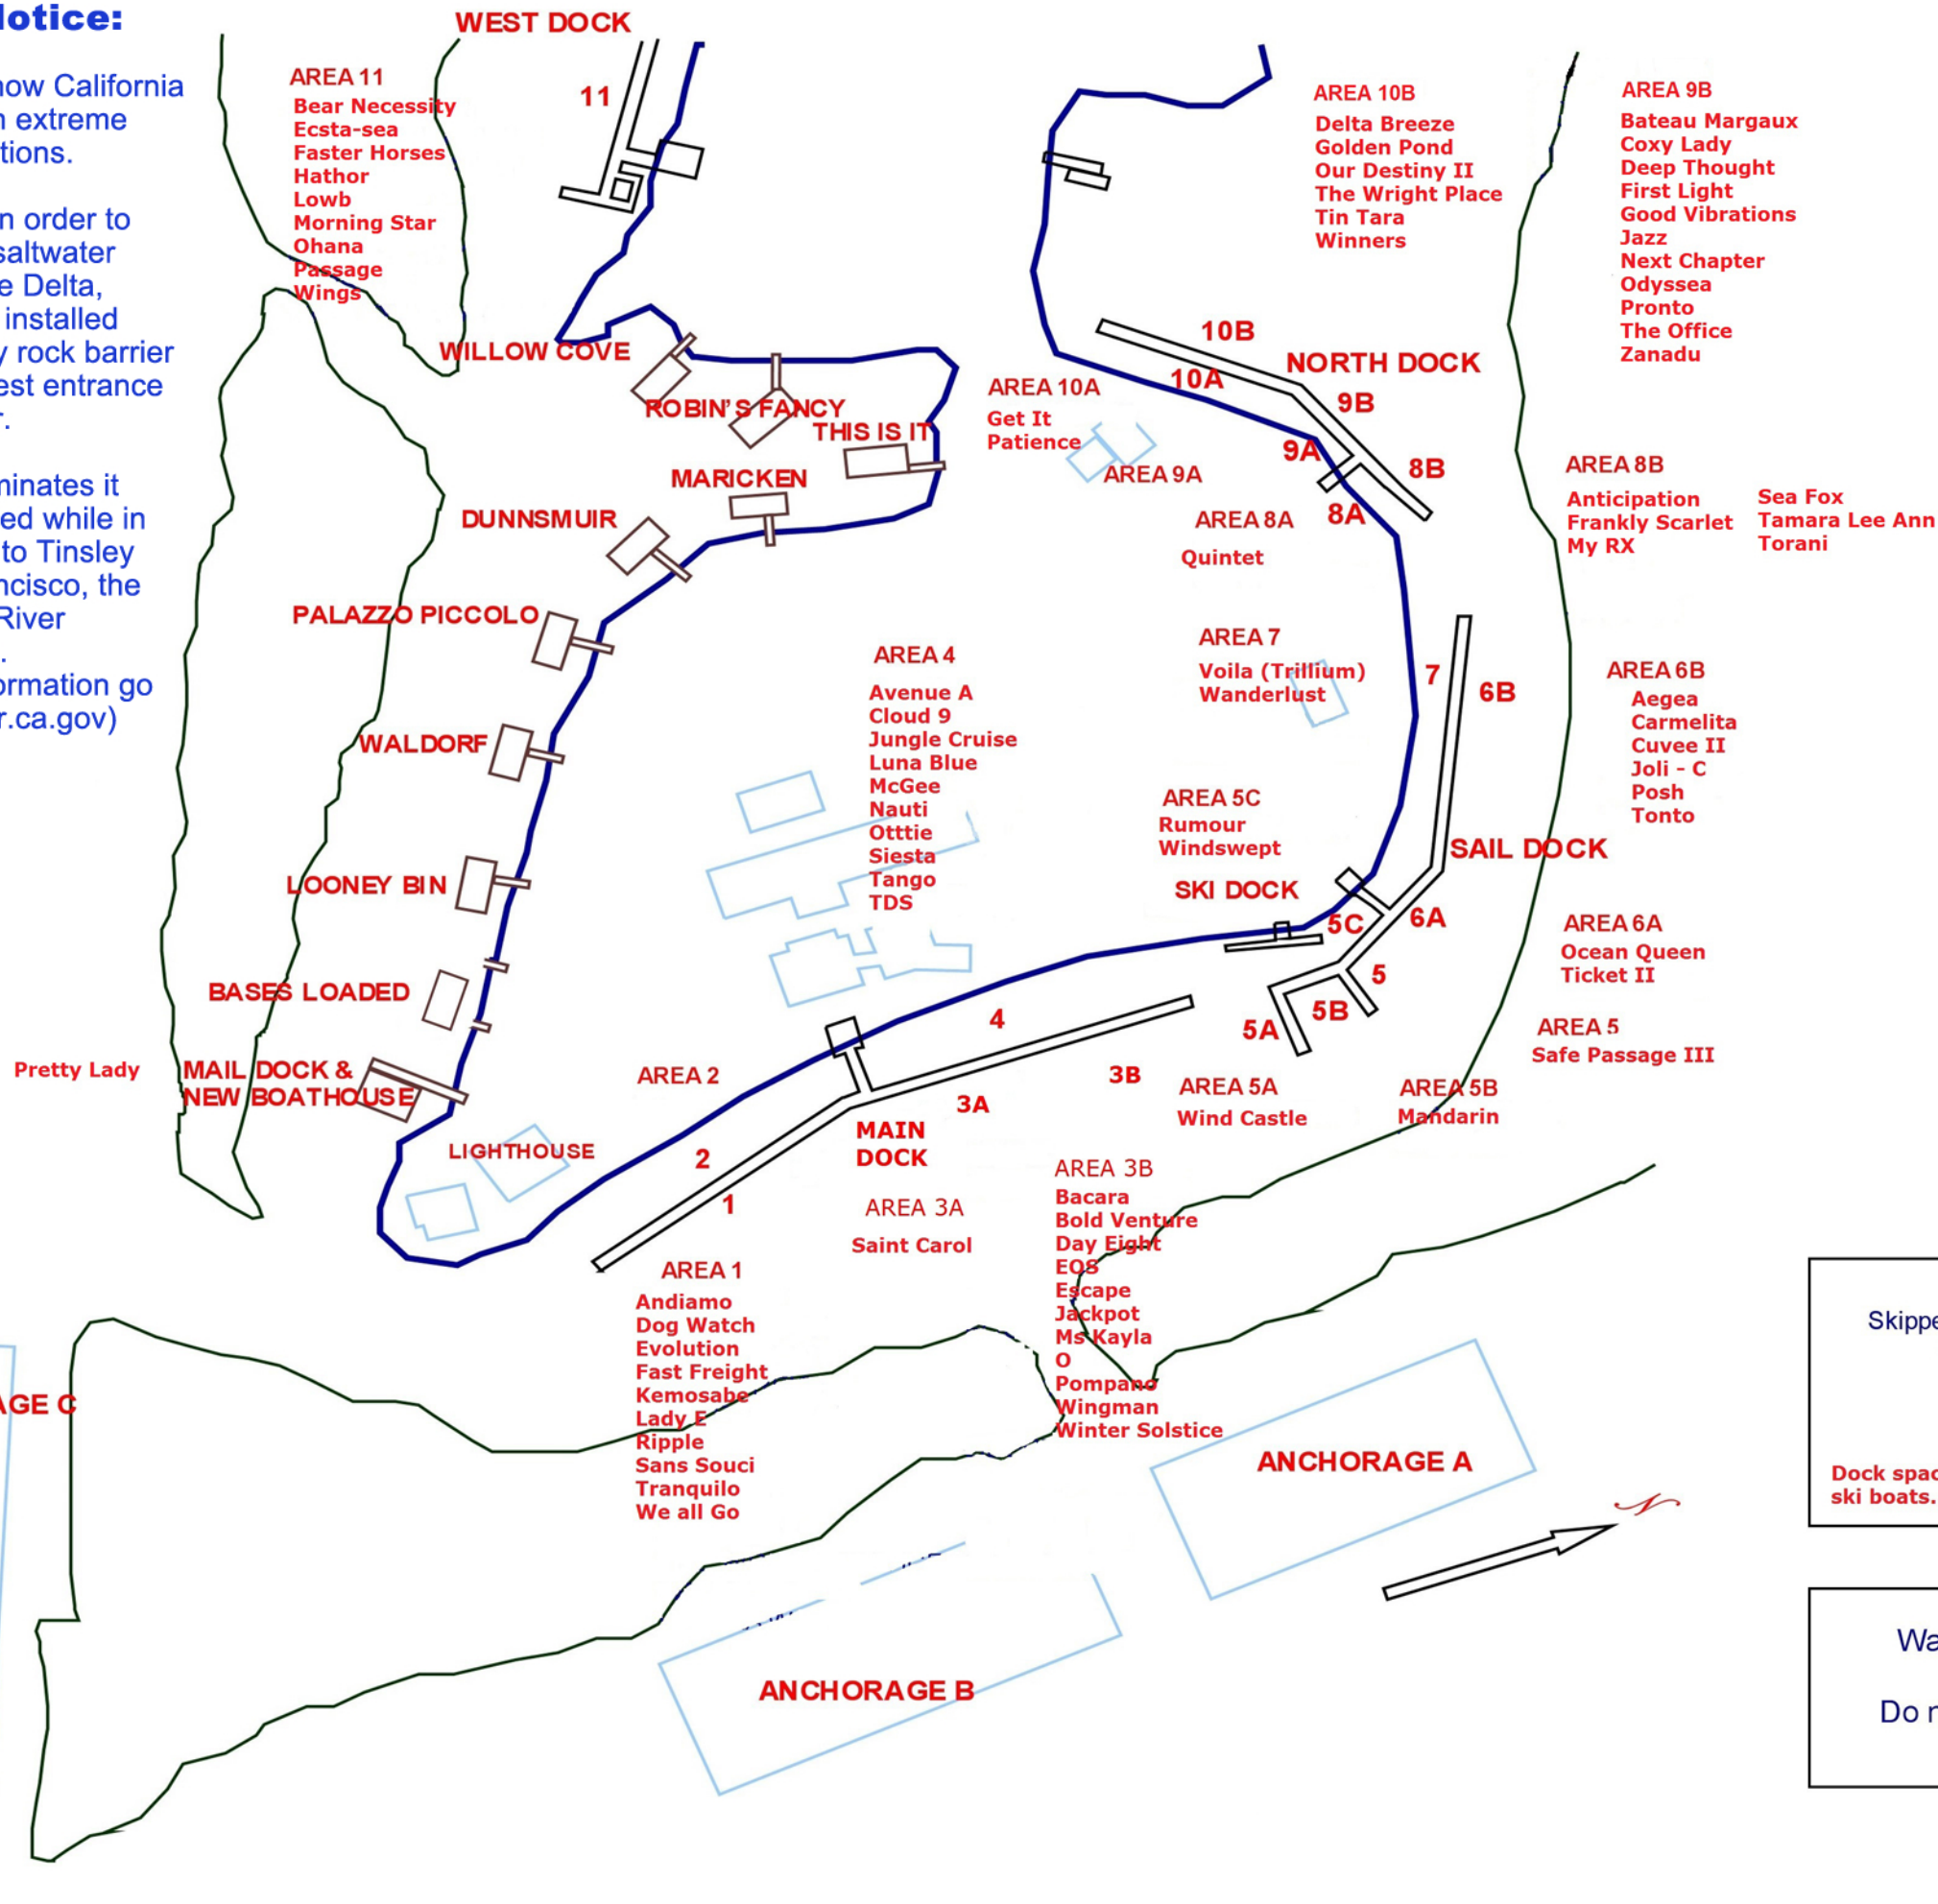 Notice:
now California
extreme
tions.
n order to
saltwater
e Delta,
installed
y rock barrier
est entrance
r.
minates it
ed while in
to Tinsley
ncisco, the
River
.
ormation go
r.ca.gov)
WEST DOCK
11
AREA 11
Bear Necessity
Ecsta-sea
Faster Horses
Hathor
Lowb
Morning Star
Ohana
Passage
Wings
WILLOW COVE
ROBIN'S FANCY
THIS IS IT
MARICKEN
DUNNSMUIR
PALAZZO PICCOLO
WALDORF
LOONEY BIN
BASES LOADED
Pretty Lady
MAIL DOCK &
NEW BOATHOUSE
LIGHTHOUSE
AREA 10B
Delta Breeze
Golden Pond
Our Destiny II
The Wright Place
Tin Tara
Winners
AREA 9B
Bateau Margaux
Coxy Lady
Deep Thought
First Light
Good Vibrations
Jazz
Next Chapter
Odyssea
Pronto
The Office
Zanadu
10B
NORTH DOCK
10A
9B
9A
8B
8A
AREA 10A
Get It
Patience
AREA 9A
AREA 8A
Quintet
AREA 8B
Anticipation
Frankly Scarlet
My RX
Sea Fox
Tamara Lee Ann
Torani
AREA 7
Voila (Trillium)
Wanderlust
7
6B
AREA 6B
Aegea
Carmelita
Cuvee II
Joli - C
Posh
Tonto
AREA 4
Avenue A
Cloud 9
Jungle Cruise
Luna Blue
McGee
Nauti
Otttie
Siesta
Tango
TDS
AREA 5C
Rumour
Windswept
SKI DOCK
SAIL DOCK
5C
6A
AREA 6A
Ocean Queen
Ticket II
5
5B
5A
AREA 5
Safe Passage III
AREA 5A
Wind Castle
AREA 5B
Mandarin
4
3B
3A
AREA 2
2
1
MAIN
DOCK
AREA 3A
Saint Carol
AREA 3B
Bacara
Bold Venture
Day Eight
EOS
Escape
Jackpot
Ms Kayla
O
Pompano
Wingman
Winter Solstice
AREA 1
Andiamo
Dog Watch
Evolution
Fast Freight
Kemosabe
Lady E
Ripple
Sans Souci
Tranquilo
We all Go
AGE C
ANCHORAGE A
ANCHORAGE B
N
Skippe
Dock spac
ski boats.
Wa
Do n